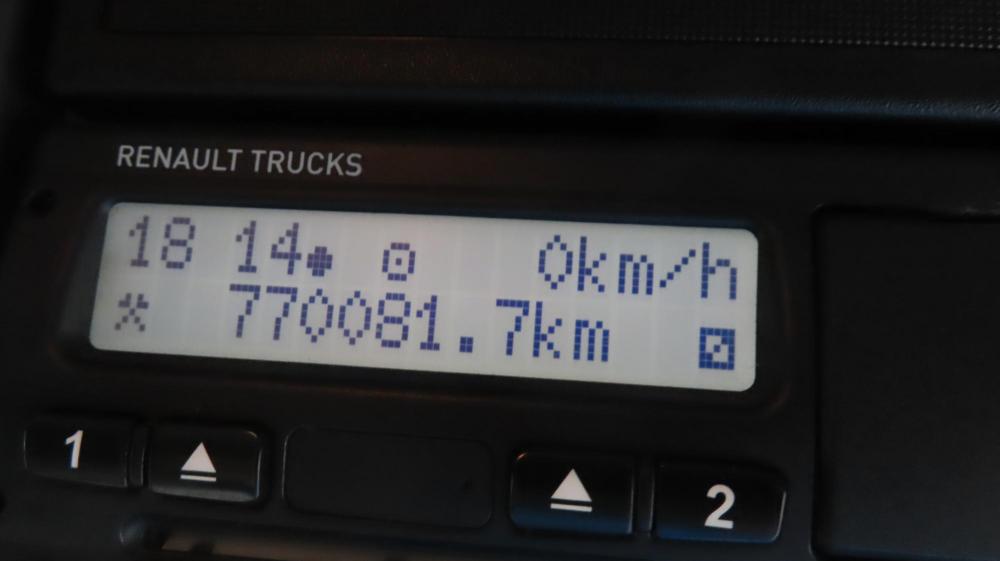 RENAULT TRUCKS
18 14 0km/h
770081.7km
1 2